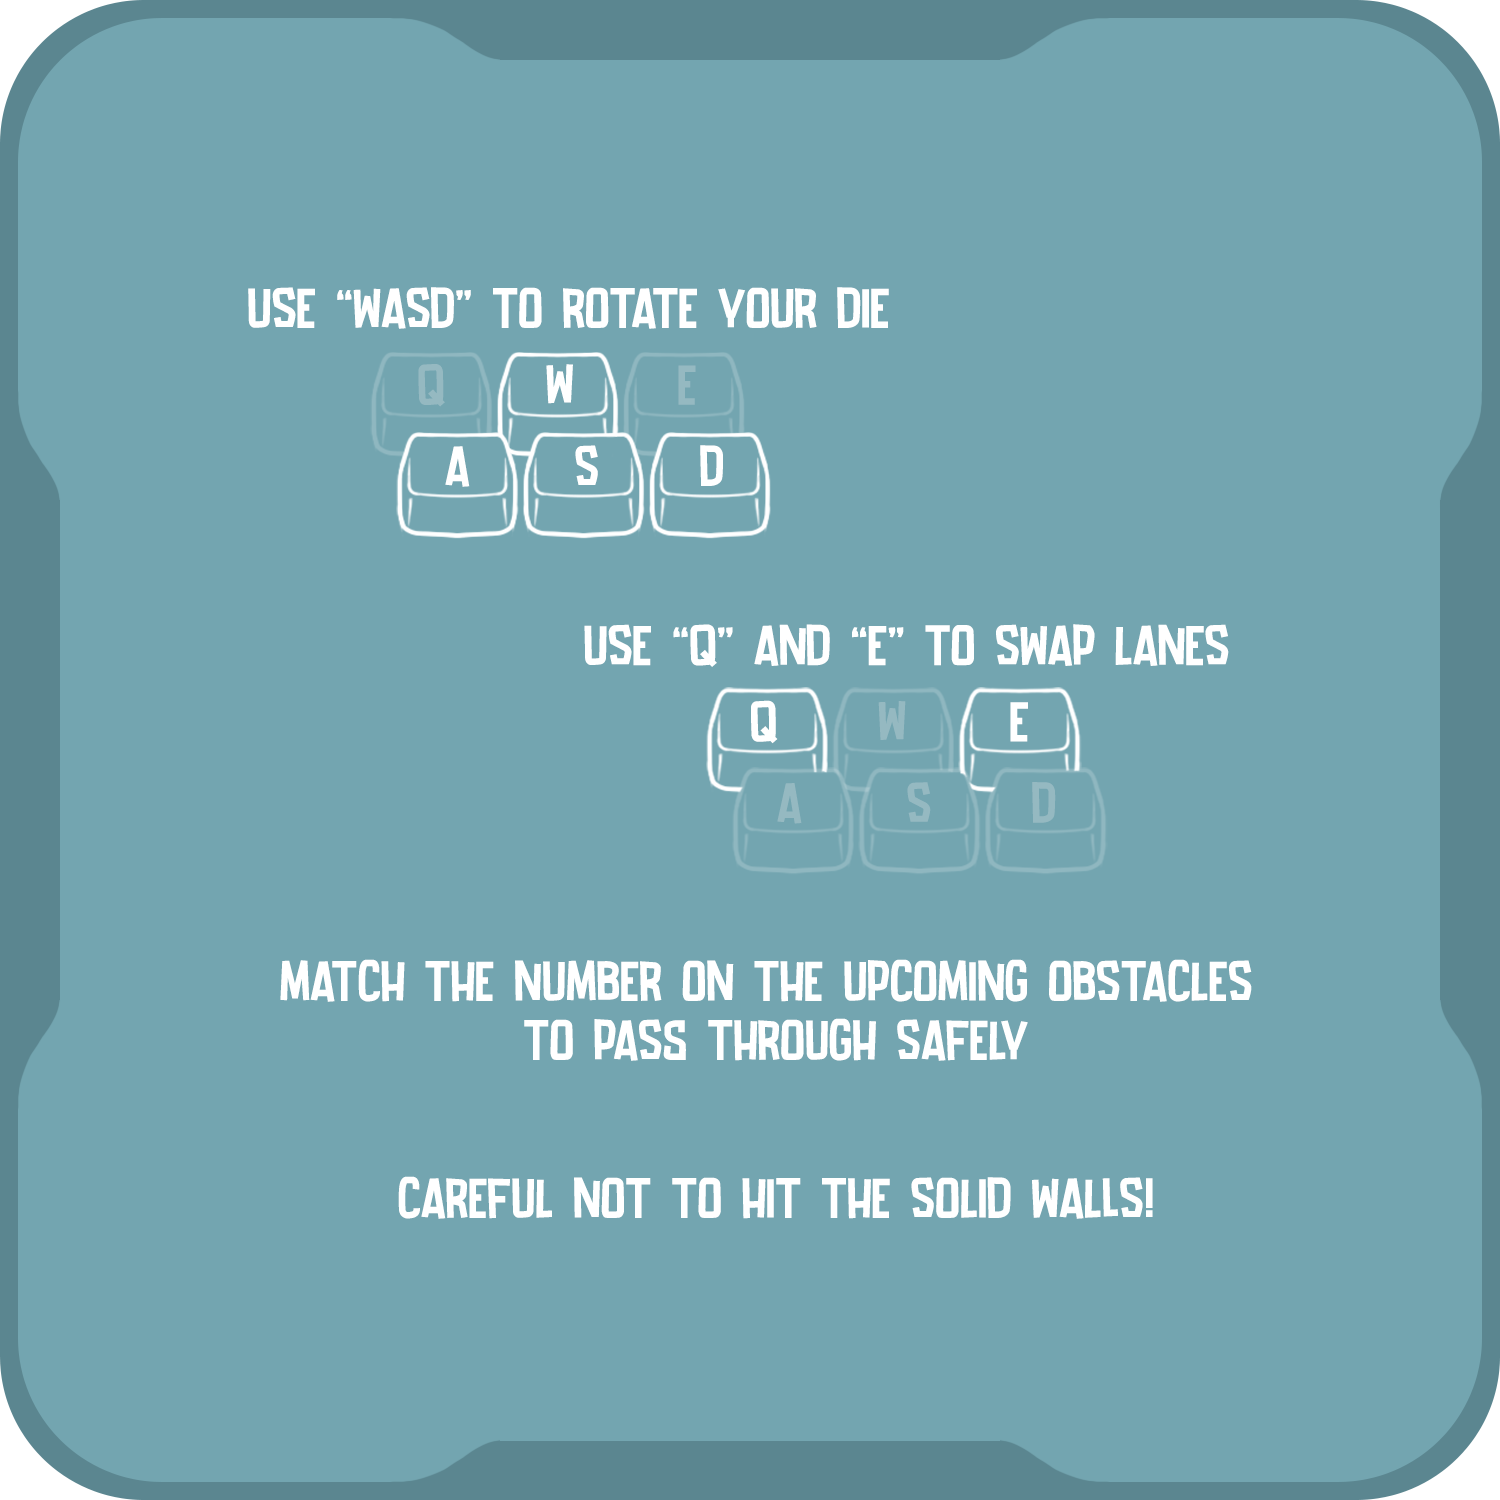 USE “WASD” TO ROTATE YOUR DIE
Q W E
A S D
USE “Q” AND “E” TO SWAP LANES
Q W E
A S D
MATCH THE NUMBER ON THE UPCOMING OBSTACLES
TO PASS THROUGH SAFELY
CAREFUL NOT TO HIT THE SOLID WALLS!